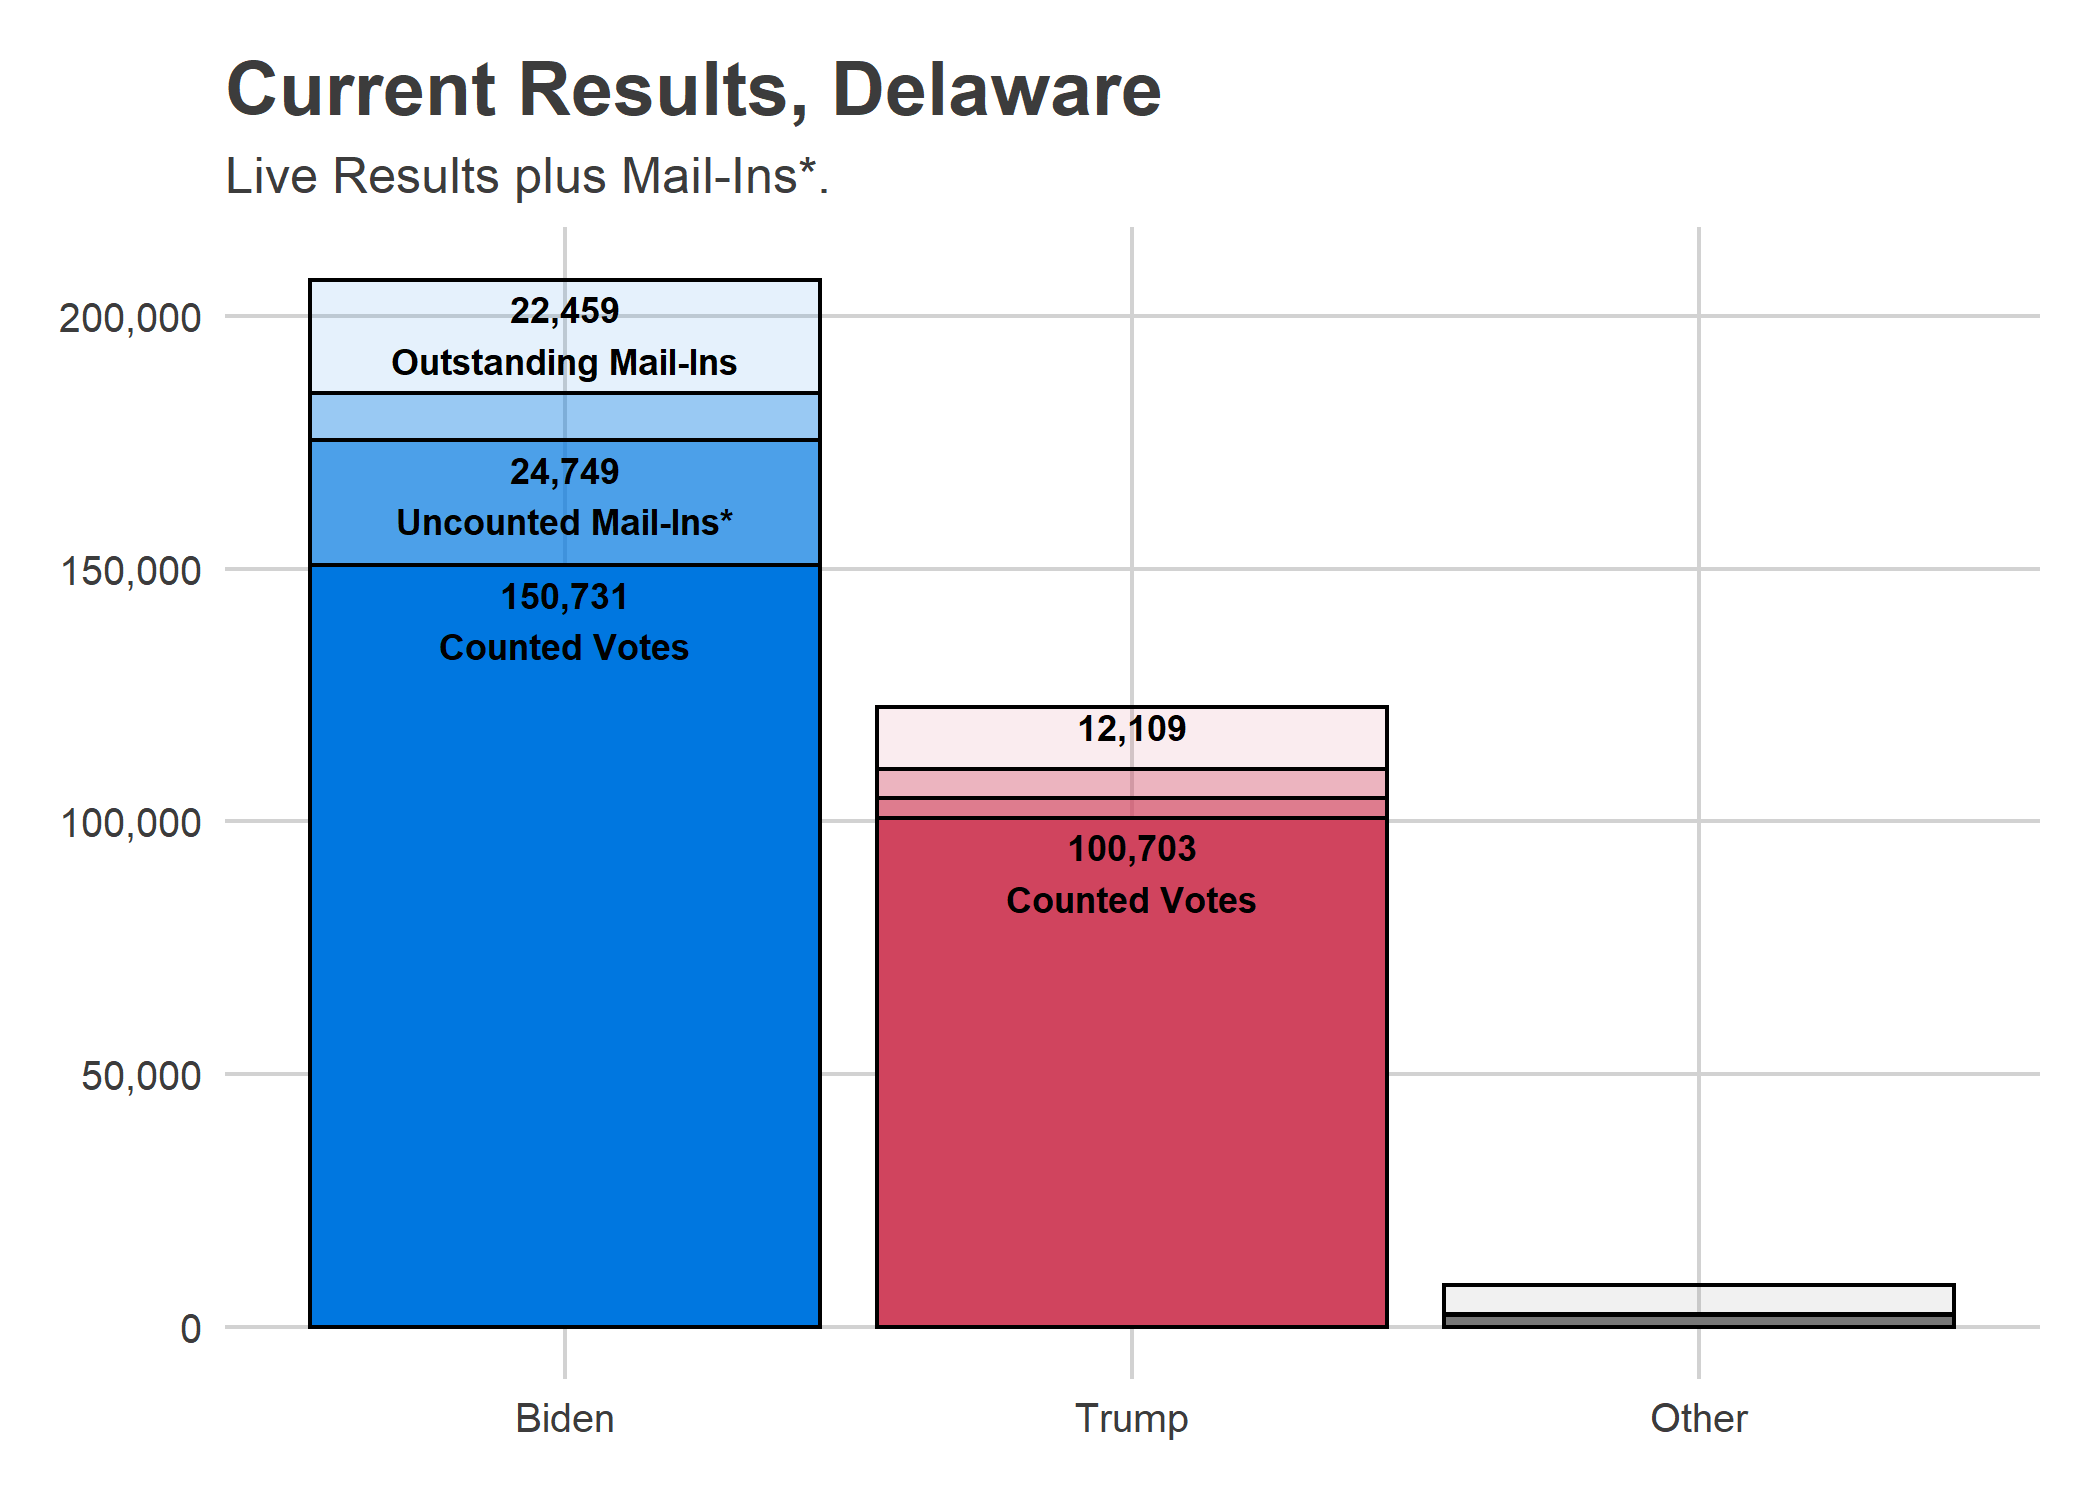 Current Results, Delaware
Live Results plus Mail-Ins*.
200,000
150,000
100,000
50,000
0
22,459
Outstanding Mail-Ins
24,749
Uncounted Mail-Ins*
150,731
Counted Votes
12,109
100,703
Counted Votes
Biden
Trump
Other